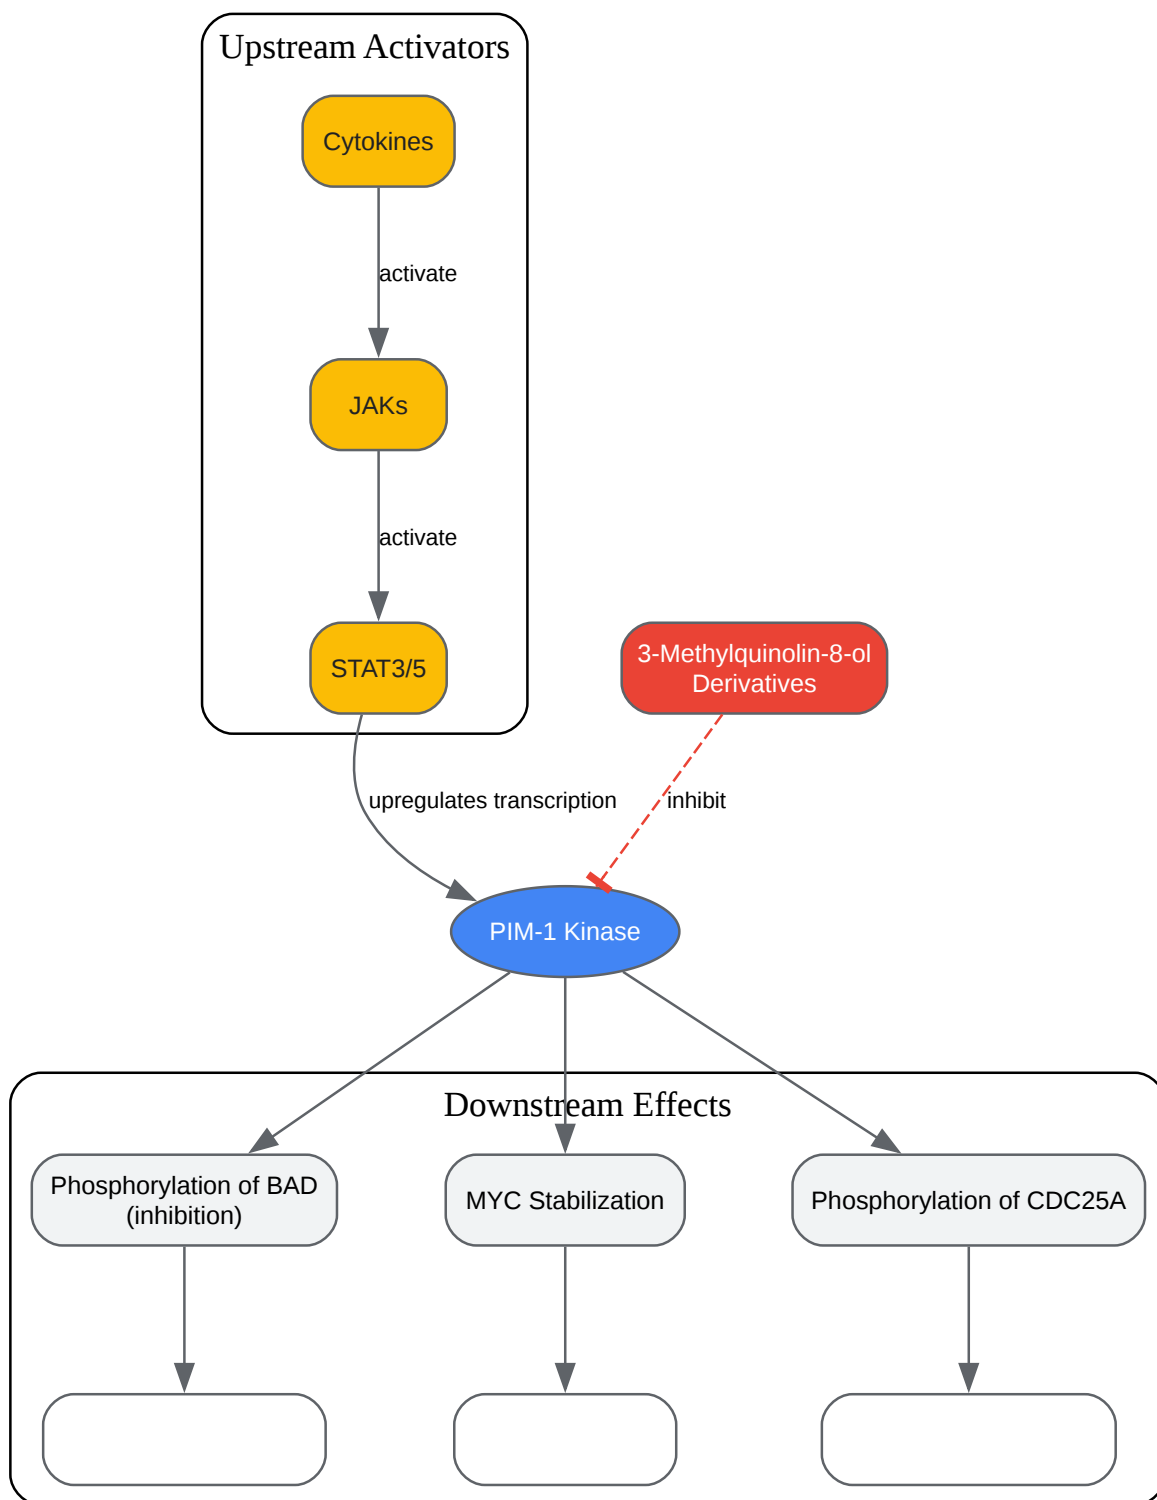 Upstream Activators
Cytokines
activate
JAKs
activate
STAT3/5
3-Methylquinolin-8-ol
Derivatives
upregulates transcription
inhibit
PIM-1 Kinase
Downstream Effects
Phosphorylation of BAD
(inhibition)
MYC Stabilization
Phosphorylation of CDC25A